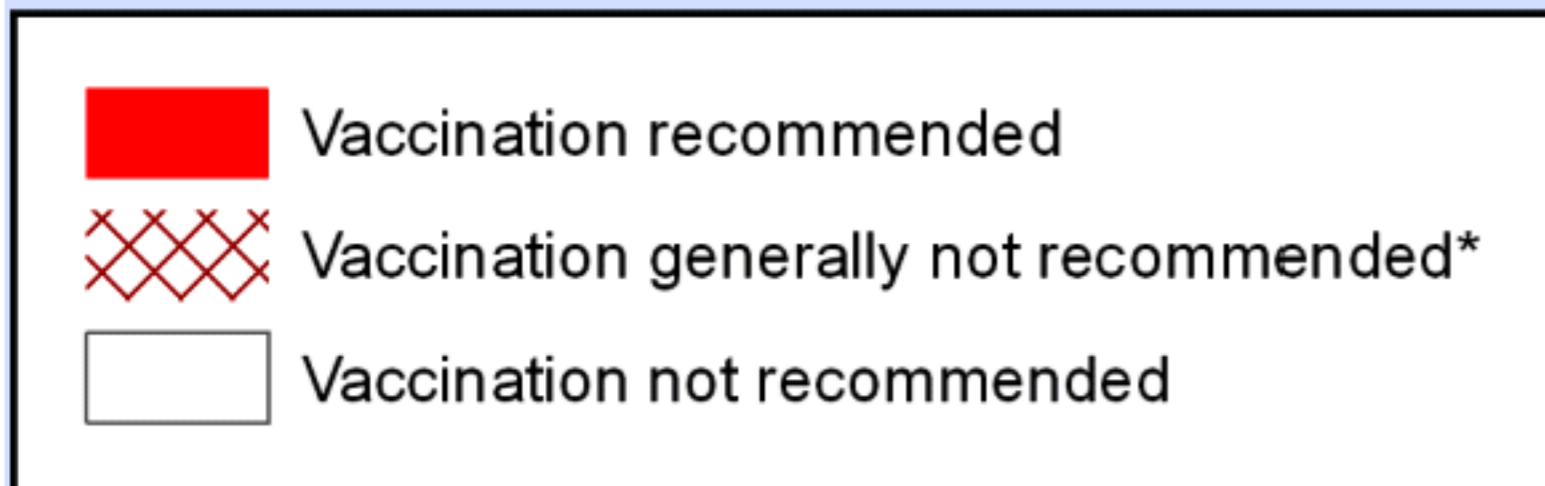 Vaccination recommended
Vaccination generally not recommended*
Vaccination not recommended